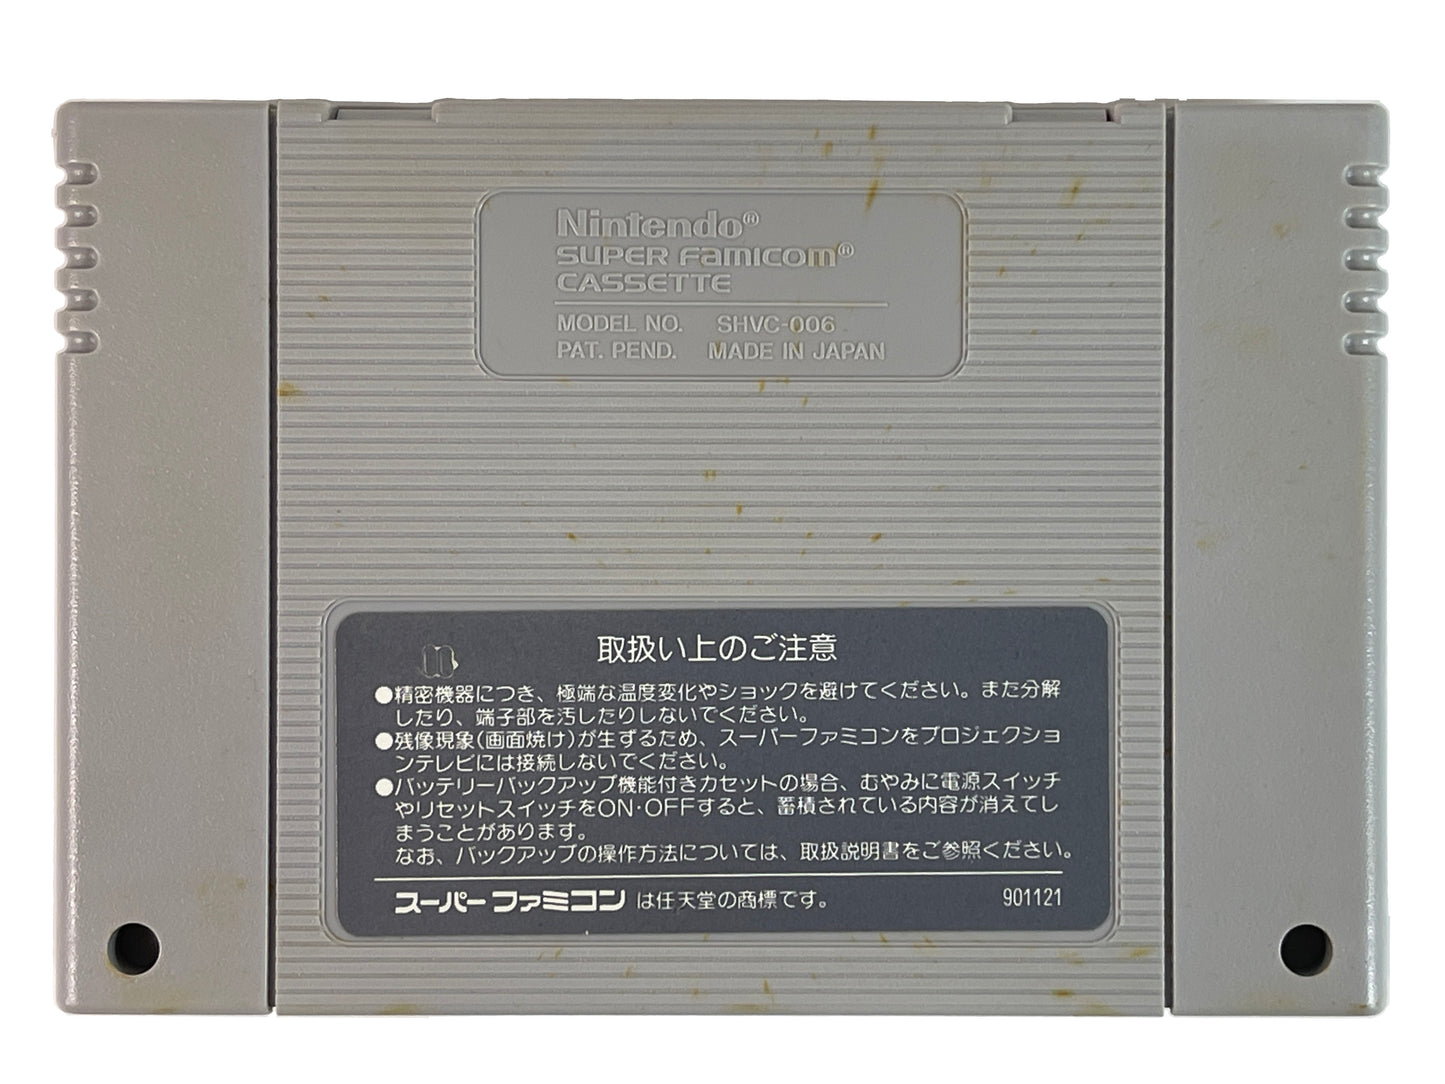 Nintendo®
SUPER Famicom®
CASSETTE
MODEL NO. SHVC-006
PAT. PEND. MADE IN JAPAN
取扱い上のご注意
●精密機器につき、極端な温度変化やショックを避けてください。また分解
したり、端子部を汚したりしないでください。
●残像現象(画面焼け)が生ずるため、スーパーファミコンをプロジェクショ
ンテレビには接続しないでください。
●バッテリーバックアップ機能付きカセットの場合、むやみに電源スイッチ
やリセットスイッチをON・OFFすると、蓄積されている内容が消えてし
まうことがあります。
なお、バックアップの操作方法については、取扱説明書をご参照ください。
スーパーファミコンは任天堂の商標です。 901121